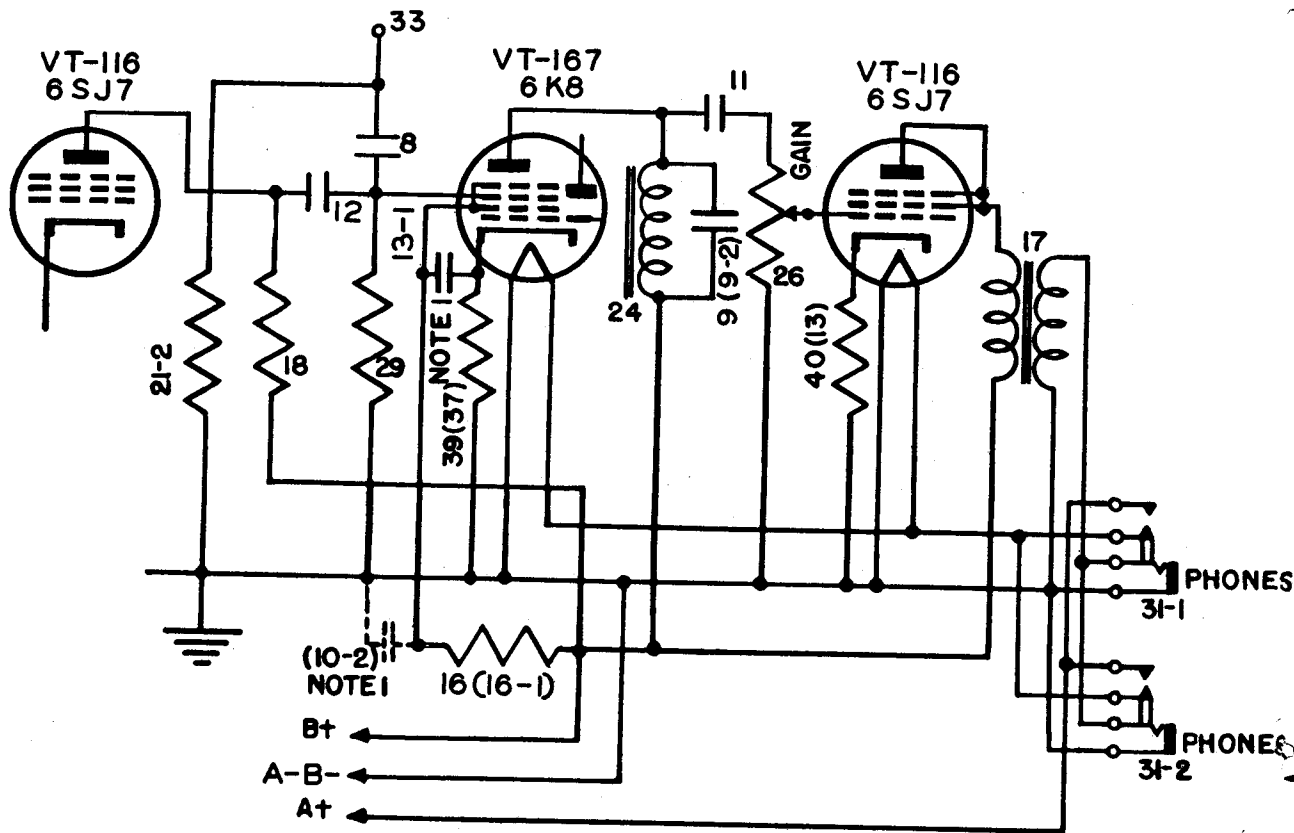 33
VT-116
6SJ7
VT-167
6K8
11
VT-116
6SJ7
8
GAIN
12
13-1
17
9(9-2)
26
24
21-2
18
29
NOTE 1
39(37)
40(13)
PHONES
31-1
(10-2)
NOTE 1
16(16-1)
B+
PHONES
31-2
A-B-
A+